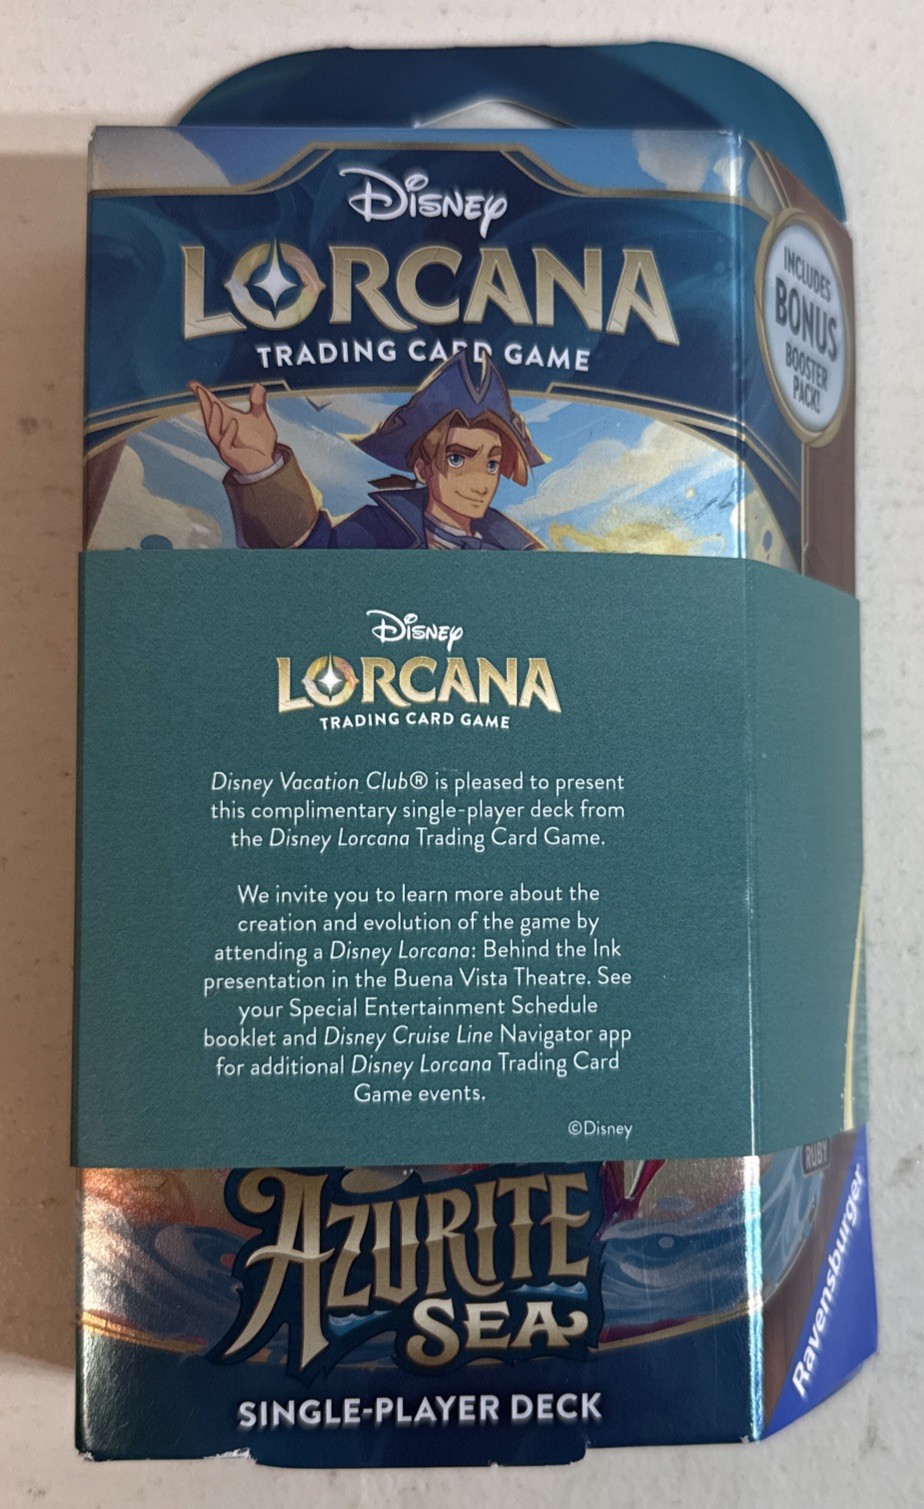 Disney
LORCANA
TRADING CARD GAME
INCLUDES
BONUS
BOOSTER
PACK!
Disney
LORCANA
TRADING CARD GAME
Disney Vacation Club® is pleased to present
this complimentary single-player deck from
the Disney Lorcana Trading Card Game.
We invite you to learn more about the
creation and evolution of the game by
attending a Disney Lorcana: Behind the Ink
presentation in the Buena Vista Theatre. See
your Special Entertainment Schedule
booklet and Disney Cruise Line Navigator app
for additional Disney Lorcana Trading Card
Game events.
©Disney
RUBY
AZURITE
SEA
SINGLE-PLAYER DECK
Ravensburger